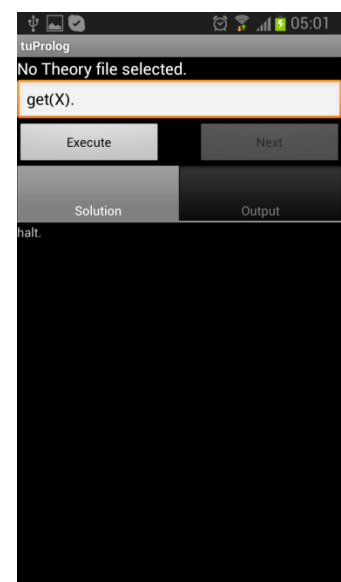 05:01
tuProlog
No Theory file selected.
get(X).
Execute Next
Solution Output
halt.